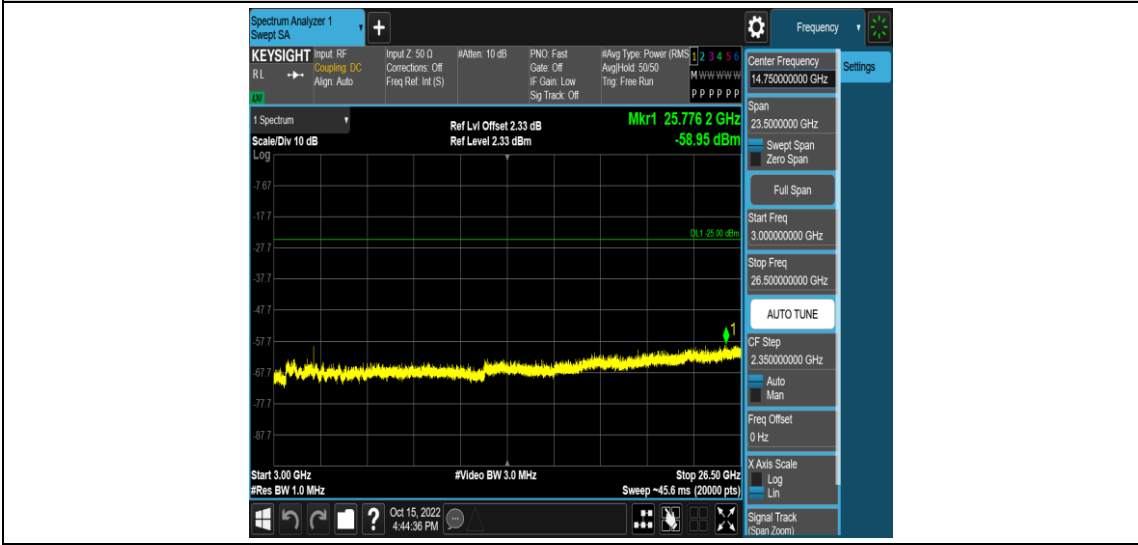 Spectrum Analyzer 1
Swept SA
+
Frequency
KEYSIGHT
RL
LXI
Input: RF
Coupling: DC
Align: Auto
Input Z: 50 Ω
Corrections: Off
Freq Ref: Int (S)
#Atten: 10 dB
PNO: Fast
Gate: Off
IF Gain: Low
Sig Track: Off
#Avg Type: Power (RMS
Avg|Hold: 50/50
Trig: Free Run
1 2 3 4 5 6
M W W W W W
P P P P P P
1 Spectrum
Scale/Div 10 dB
Log
Ref Lvl Offset 2.33 dB
Ref Level 2.33 dBm
Mkr1 25.776 2 GHz
-58.95 dBm
-7.67
-17.7
DL1 -25.00 dBm
-27.7
-37.7
-47.7
1
-57.7
-67.7
-77.7
-87.7
Start 3.00 GHz
#Res BW 1.0 MHz
#Video BW 3.0 MHz
Stop 26.50 GHz
Sweep ~45.6 ms (20000 pts)
?
Oct 15, 2022
4:44:36 PM
Center Frequency
14.750000000 GHz
Settings
Span
23.5000000 GHz
Swept Span
Zero Span
Full Span
Start Freq
3.000000000 GHz
Stop Freq
26.500000000 GHz
AUTO TUNE
CF Step
2.350000000 GHz
Auto
Man
Freq Offset
0 Hz
X Axis Scale
Log
Lin
Signal Track
(Span Zoom)